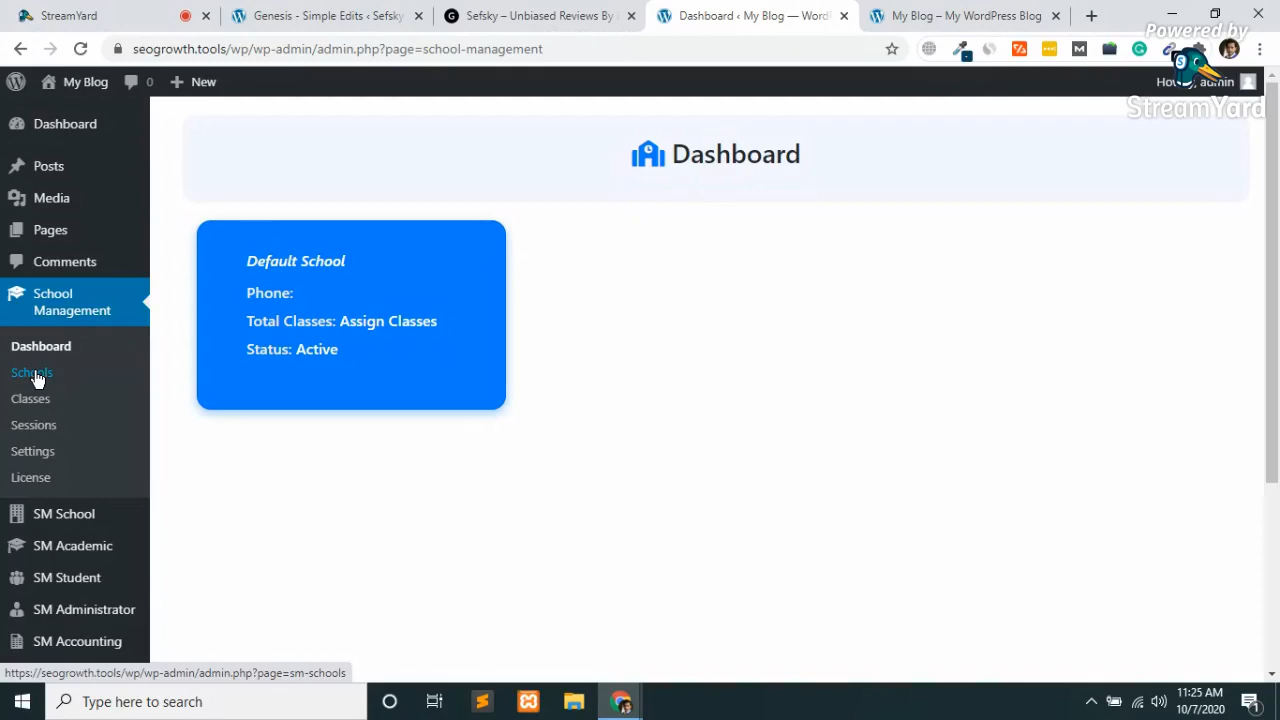 StreamYard
Genesis - Simple Edits ‹ Sefsky
Sefsky – Unbiased Reviews By
Dashboard ‹ My Blog — Word
My Blog – My WordPress Blog
Powered by
seogrowth.tools/wp/wp-admin/admin.php?page=school-management
My Blog
0
New
Howdy, admin
StreamYard
Dashboard
Posts
Media
Pages
Comments
School
Management
Dashboard
Schools
Classes
Sessions
Settings
License
SM School
SM Academic
SM Student
SM Administrator
SM Accounting
Dashboard
Default School
Phone:
Total Classes: Assign Classes
Status: Active
https://seogrowth.tools/wp/wp-admin/admin.php?page=sm-schools
Type here to search
11:25 AM
10/7/2020